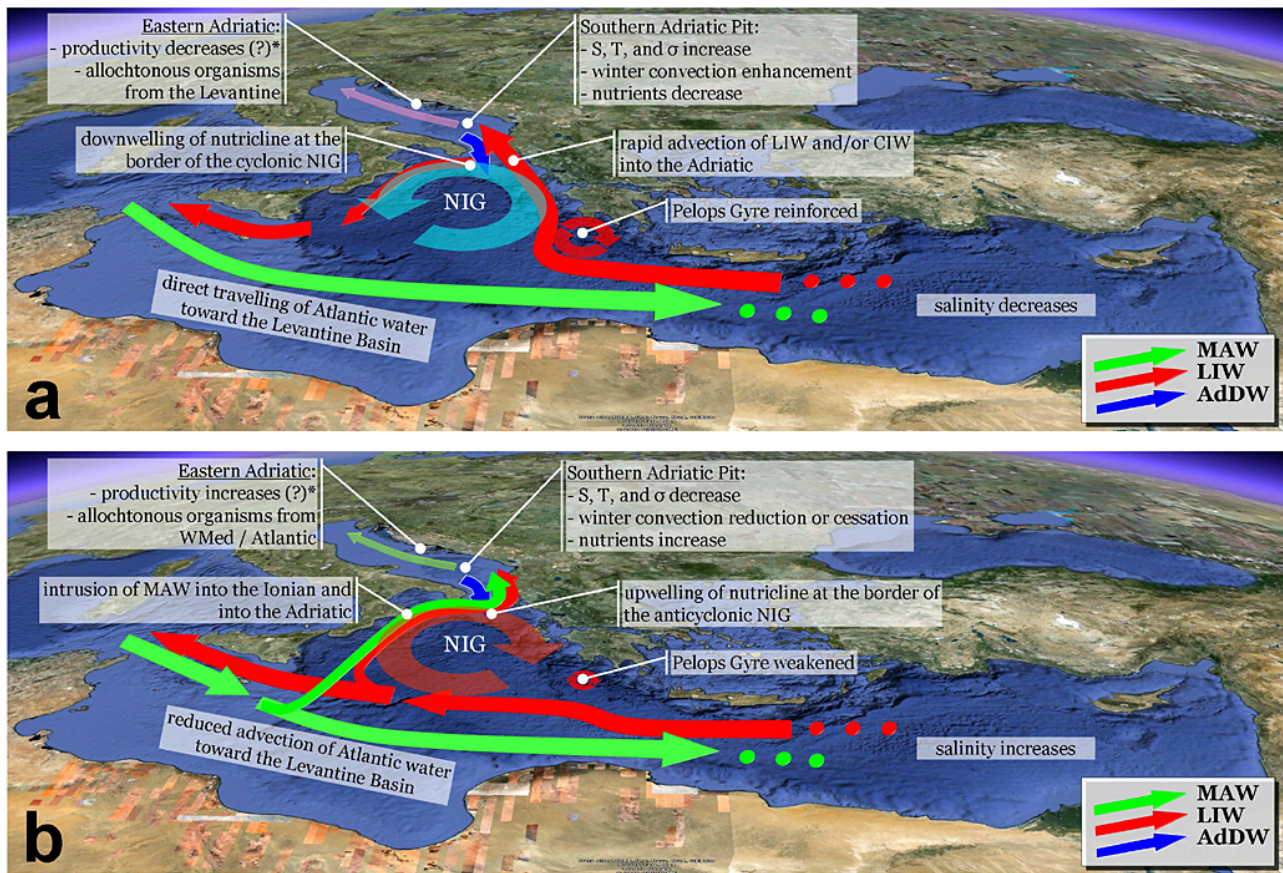 Eastern Adriatic:
- productivity decreases (?)*
- allochtonous organisms
from the Levantine
Southern Adriatic Pit:
- S, T, and σ increase
- winter convection enhancement
- nutrients decrease
downwelling of nutricline at the
border of the cyclonic NIG
rapid advection of LIW and/or CIW
into the Adriatic
NIG
Pelops Gyre reinforced
direct travelling of Atlantic water
toward the Levantine Basin
salinity decreases
MAW
LIW
AdDW
a
Eastern Adriatic:
- productivity increases (?)*
- allochtonous organisms from
WMed / Atlantic
Southern Adriatic Pit:
- S, T, and σ decrease
- winter convection reduction or cessation
- nutrients increase
intrusion of MAW into the Ionian and
into the Adriatic
upwelling of nutricline at the border of
the anticyclonic NIG
NIG
Pelops Gyre weakened
reduced advection of Atlantic water
toward the Levantine Basin
salinity increases
MAW
LIW
AdDW
b